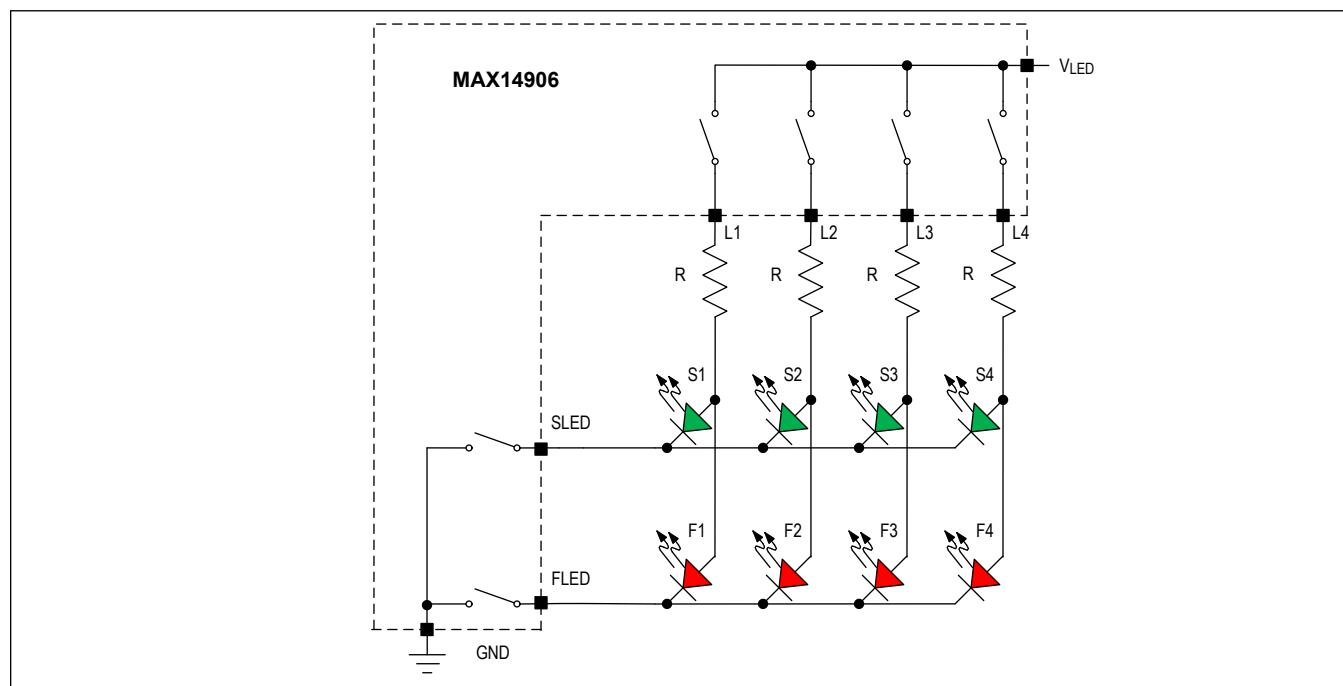 MAX14906
VLED
L1 L2 L3 L4
R R R R
S1 S2 S3 S4
SLED
F1 F2 F3 F4
FLED
GND